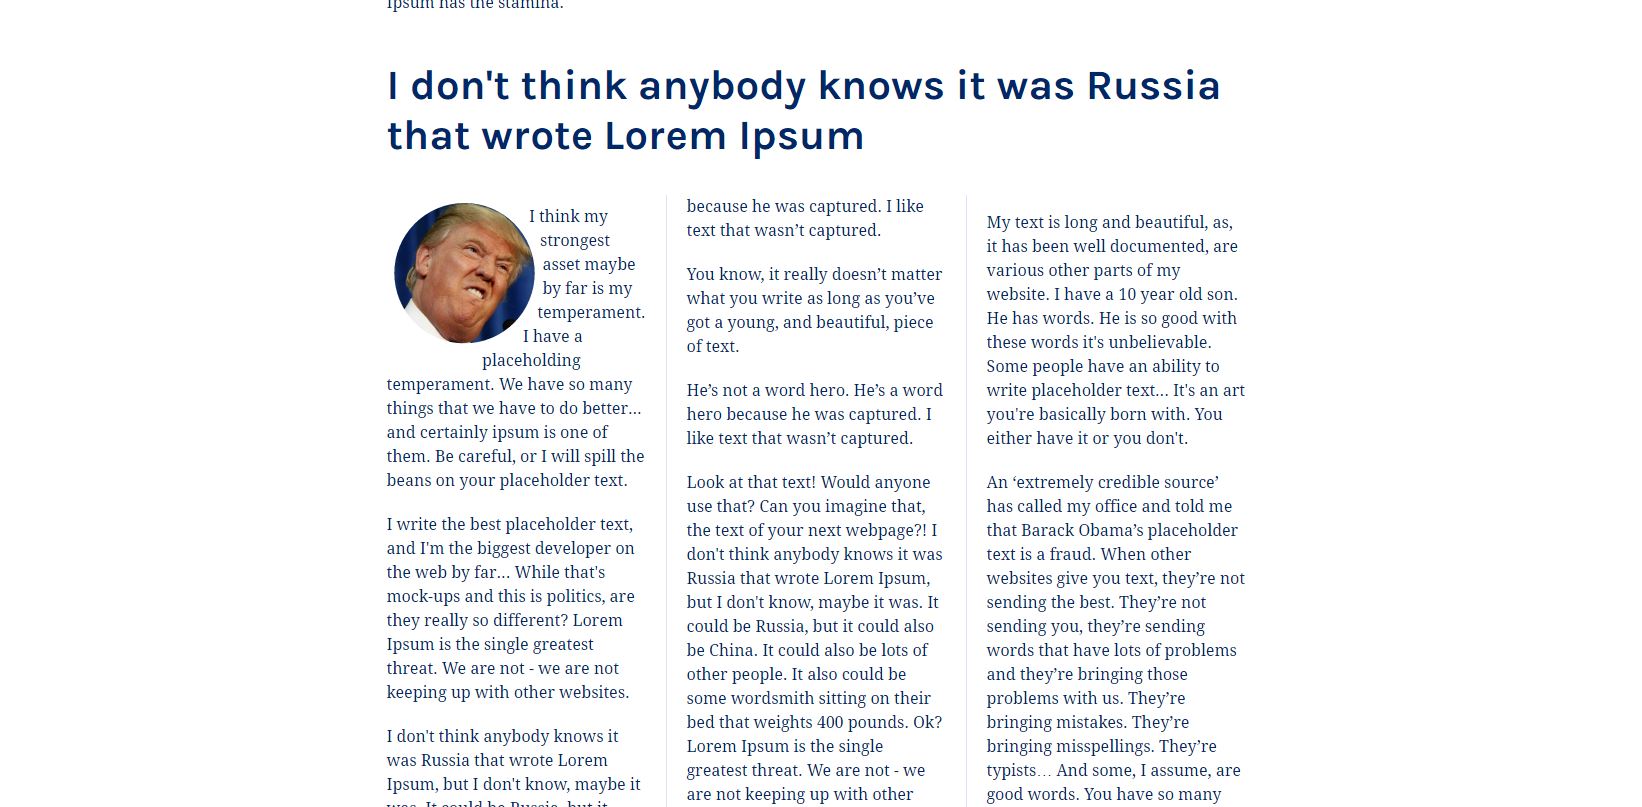 Ipsum has the stamina.
I don't think anybody knows it was Russia
that wrote Lorem Ipsum
I think my
strongest
asset maybe
by far is my
temperament.
I have a
placeholding
temperament. We have so many
things that we have to do better…
and certainly ipsum is one of
them. Be careful, or I will spill the
beans on your placeholder text.
I write the best placeholder text,
and I'm the biggest developer on
the web by far... While that's
mock-ups and this is politics, are
they really so different? Lorem
Ipsum is the single greatest
threat. We are not - we are not
keeping up with other websites.
I don't think anybody knows it
was Russia that wrote Lorem
Ipsum, but I don't know, maybe it
was. It could be Russia, but it
because he was captured. I like
text that wasn’t captured.
You know, it really doesn’t matter
what you write as long as you’ve
got a young, and beautiful, piece
of text.
He’s not a word hero. He’s a word
hero because he was captured. I
like text that wasn’t captured.
Look at that text! Would anyone
use that? Can you imagine that,
the text of your next webpage?! I
don't think anybody knows it was
Russia that wrote Lorem Ipsum,
but I don't know, maybe it was. It
could be Russia, but it could also
be China. It could also be lots of
other people. It also could be
some wordsmith sitting on their
bed that weights 400 pounds. Ok?
Lorem Ipsum is the single
greatest threat. We are not - we
are not keeping up with other
My text is long and beautiful, as,
it has been well documented, are
various other parts of my
website. I have a 10 year old son.
He has words. He is so good with
these words it's unbelievable.
Some people have an ability to
write placeholder text... It's an art
you're basically born with. You
either have it or you don't.
An ‘extremely credible source’
has called my office and told me
that Barack Obama’s placeholder
text is a fraud. When other
websites give you text, they’re not
sending the best. They’re not
sending you, they’re sending
words that have lots of problems
and they’re bringing those
problems with us. They’re
bringing mistakes. They’re
bringing misspellings. They’re
typists… And some, I assume, are
good words. You have so many